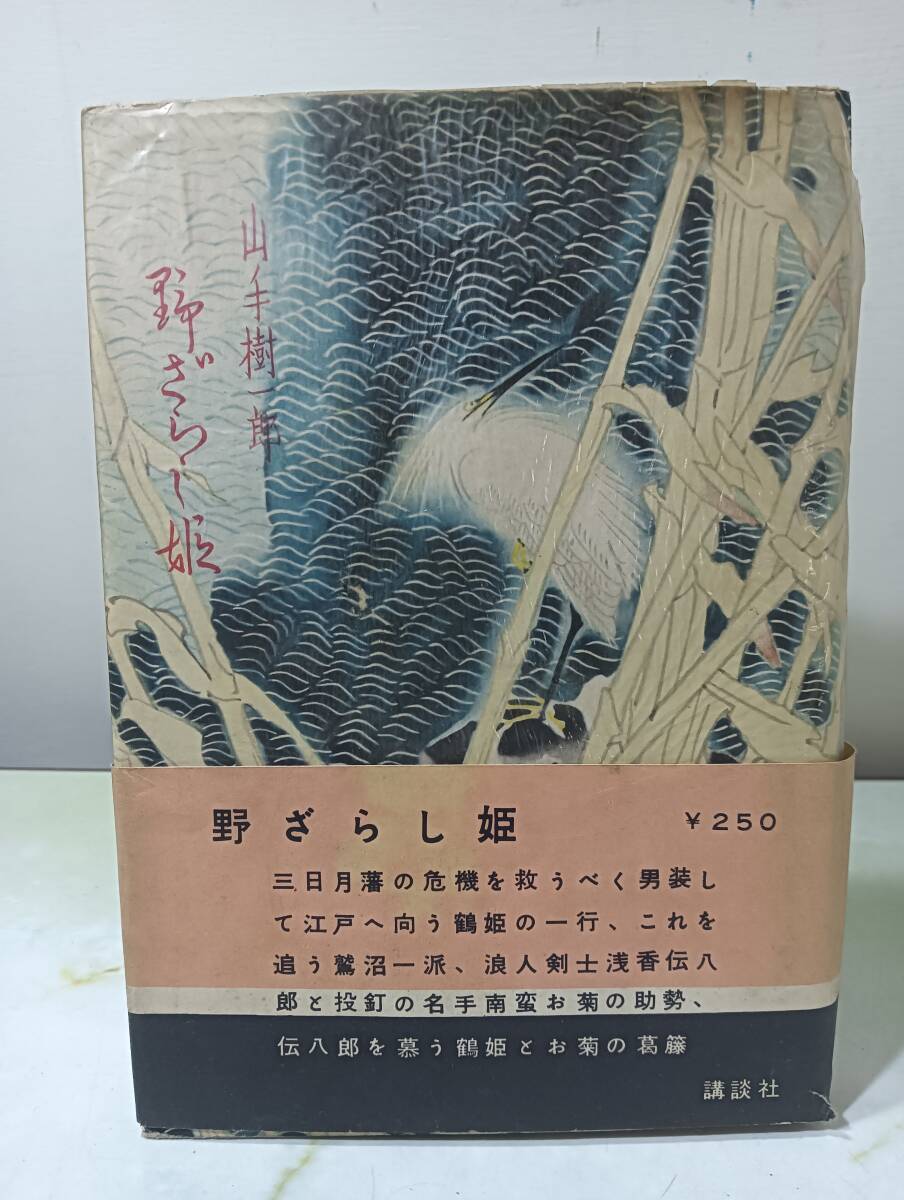 山手樹一郎
野ざらし姫
野ざらし姫
￥250
三日月藩の危機を救うべく男装し
て江戸へ向う鶴姫の一行、これを
追う鷲沼一派、浪人剣士浅香伝八
郎と投釘の名手南蛮お菊の助勢、
伝八郎を慕う鶴姫とお菊の葛籐
講談社